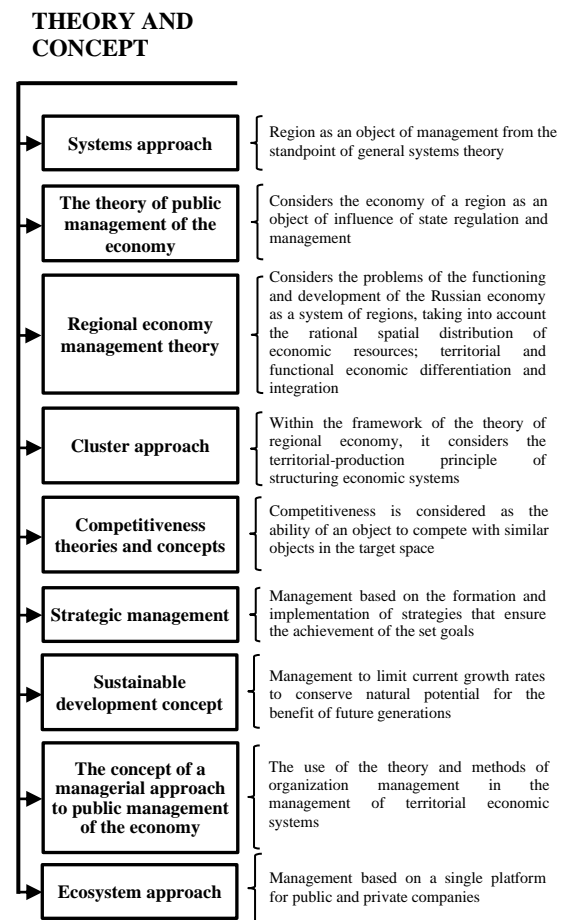 THEORY AND
CONCEPT
Systems approach
Region as an object of management from the
standpoint of general systems theory
The theory of public
management of the
economy
Considers the economy of a region as an
object of influence of state regulation and
management
Regional economy
management theory
Considers the problems of the functioning
and development of the Russian economy
as a system of regions, taking into account
the rational spatial distribution of
economic resources; territorial and
functional economic differentiation and
integration
Cluster approach
Within the framework of the theory of
regional economy, it considers the
territorial-production principle of
structuring economic systems
Competitiveness
theories and concepts
Competitiveness is considered as the
ability of an object to compete with similar
objects in the target space
Strategic management
Management based on the formation and
implementation of strategies that ensure
the achievement of the set goals
Sustainable
development concept
Management to limit current growth rates
to conserve natural potential for the
benefit of future generations
The concept of a
managerial approach
to public management
of the economy
The use of the theory and methods of
organization management in the
management of territorial economic
systems
Ecosystem approach
Management based on a single platform
for public and private companies